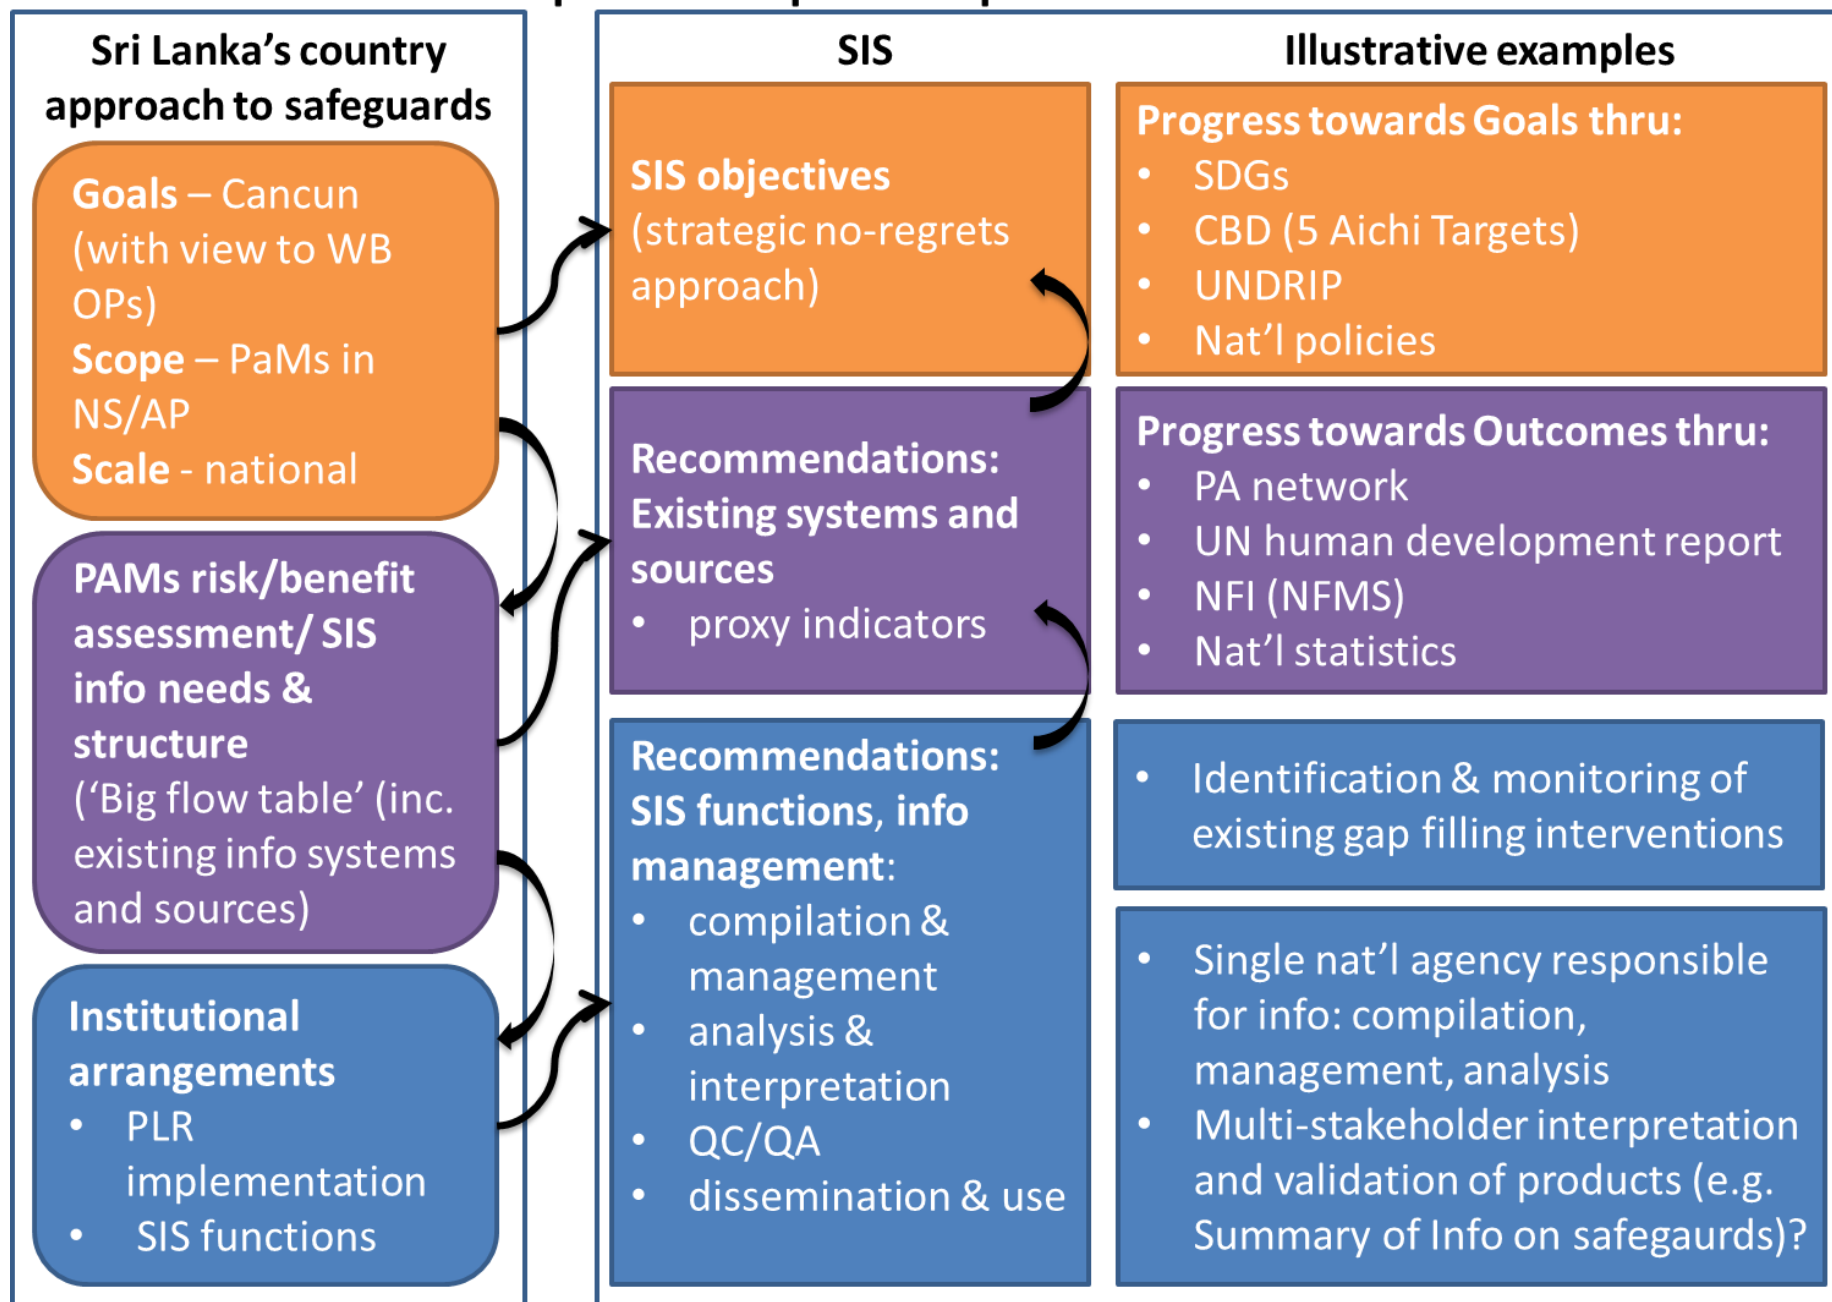 Sri Lanka's country
approach to safeguards
Goals – Cancun
(with view to WB
OPs)
Scope – PaMs in
NS/AP
Scale - national
PAMs risk/benefit
assessment/ SIS
info needs &
structure
('Big flow table' (inc.
existing info systems
and sources)
Institutional
arrangements
• PLR
implementation
• SIS functions
SIS
SIS objectives
(strategic no-regrets
approach)
Recommendations:
Existing systems and
sources
• proxy indicators
Recommendations:
SIS functions, info
management:
• compilation &
management
• analysis &
interpretation
• QC/QA
• dissemination & use
Illustrative examples
Progress towards Goals thru:
• SDGs
• CBD (5 Aichi Targets)
• UNDRIP
• Nat'l policies
Progress towards Outcomes thru:
• PA network
• UN human development report
• NFI (NFMS)
• Nat'l statistics
• Identification & monitoring of
existing gap filling interventions
• Single nat'l agency responsible
for info: compilation,
management, analysis
• Multi-stakeholder interpretation
and validation of products (e.g.
Summary of Info on safegaurds)?